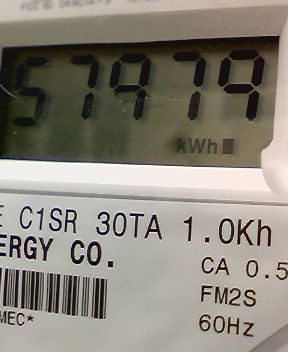 57979
kWh
E C1SR 30TA 1.0Kh
ERGY CO.
CA 0.5
FM2S
MEC*
60Hz